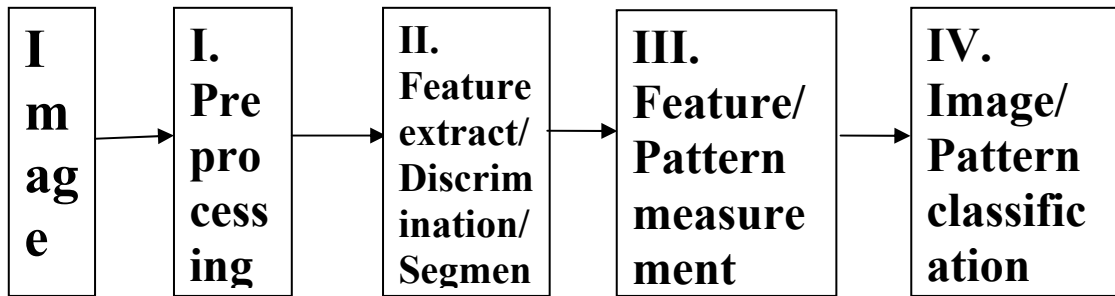 I
m
ag
e
I.
Pre
pro
cess
ing
II.
Feature
extract/
Discrim
ination/
Segmen
III.
Feature/
Pattern
measure
ment
IV.
Image/
Pattern
classific
ation